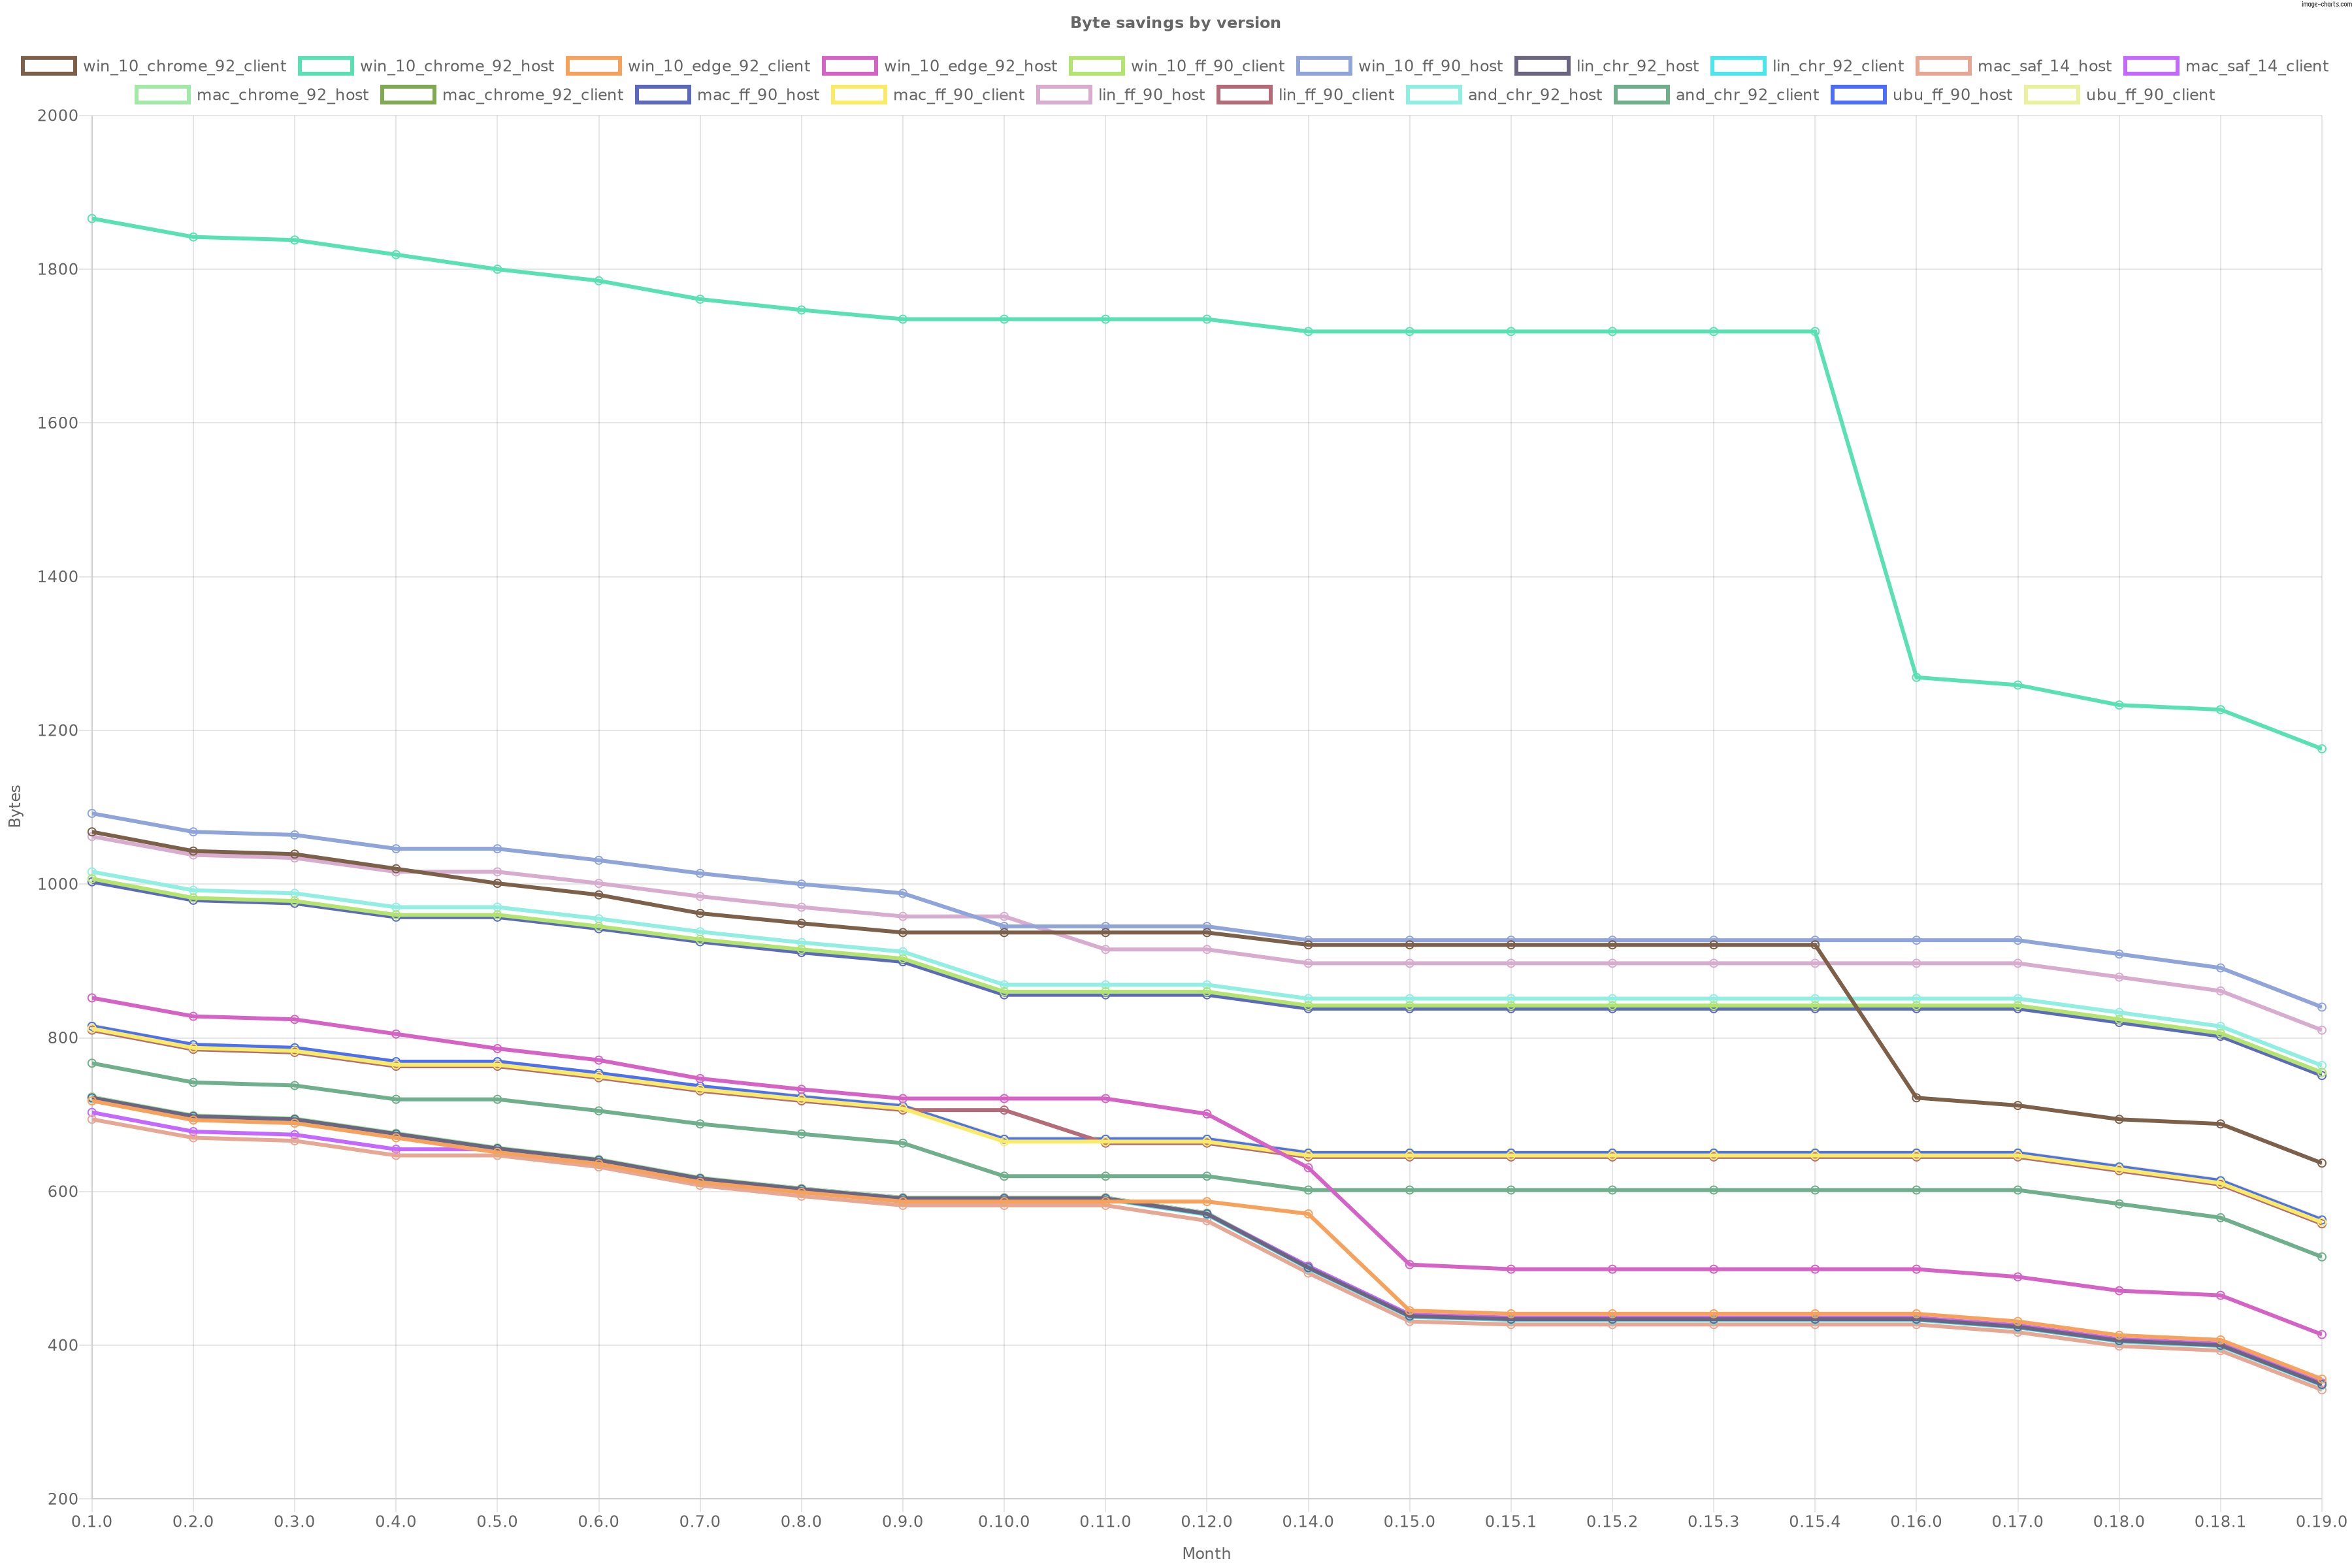 image-charts.com
Byte savings by version
win_10_chrome_92_client win_10_chrome_92_host win_10_edge_92_client win_10_edge_92_host win_10_ff_90_client win_10_ff_90_host lin_chr_92_host lin_chr_92_client mac_saf_14_host mac_saf_14_client
mac_chrome_92_host mac_chrome_92_client mac_ff_90_host mac_ff_90_client lin_ff_90_host lin_ff_90_client and_chr_92_host and_chr_92_client ubu_ff_90_host ubu_ff_90_client
2000
1800
1600
1400
1200
1000
800
600
400
200
Bytes
0.1.0 0.2.0 0.3.0 0.4.0 0.5.0 0.6.0 0.7.0 0.8.0 0.9.0 0.10.0 0.11.0 0.12.0 0.14.0 0.15.0 0.15.1 0.15.2 0.15.3 0.15.4 0.16.0 0.17.0 0.18.0 0.18.1 0.19.0
Month